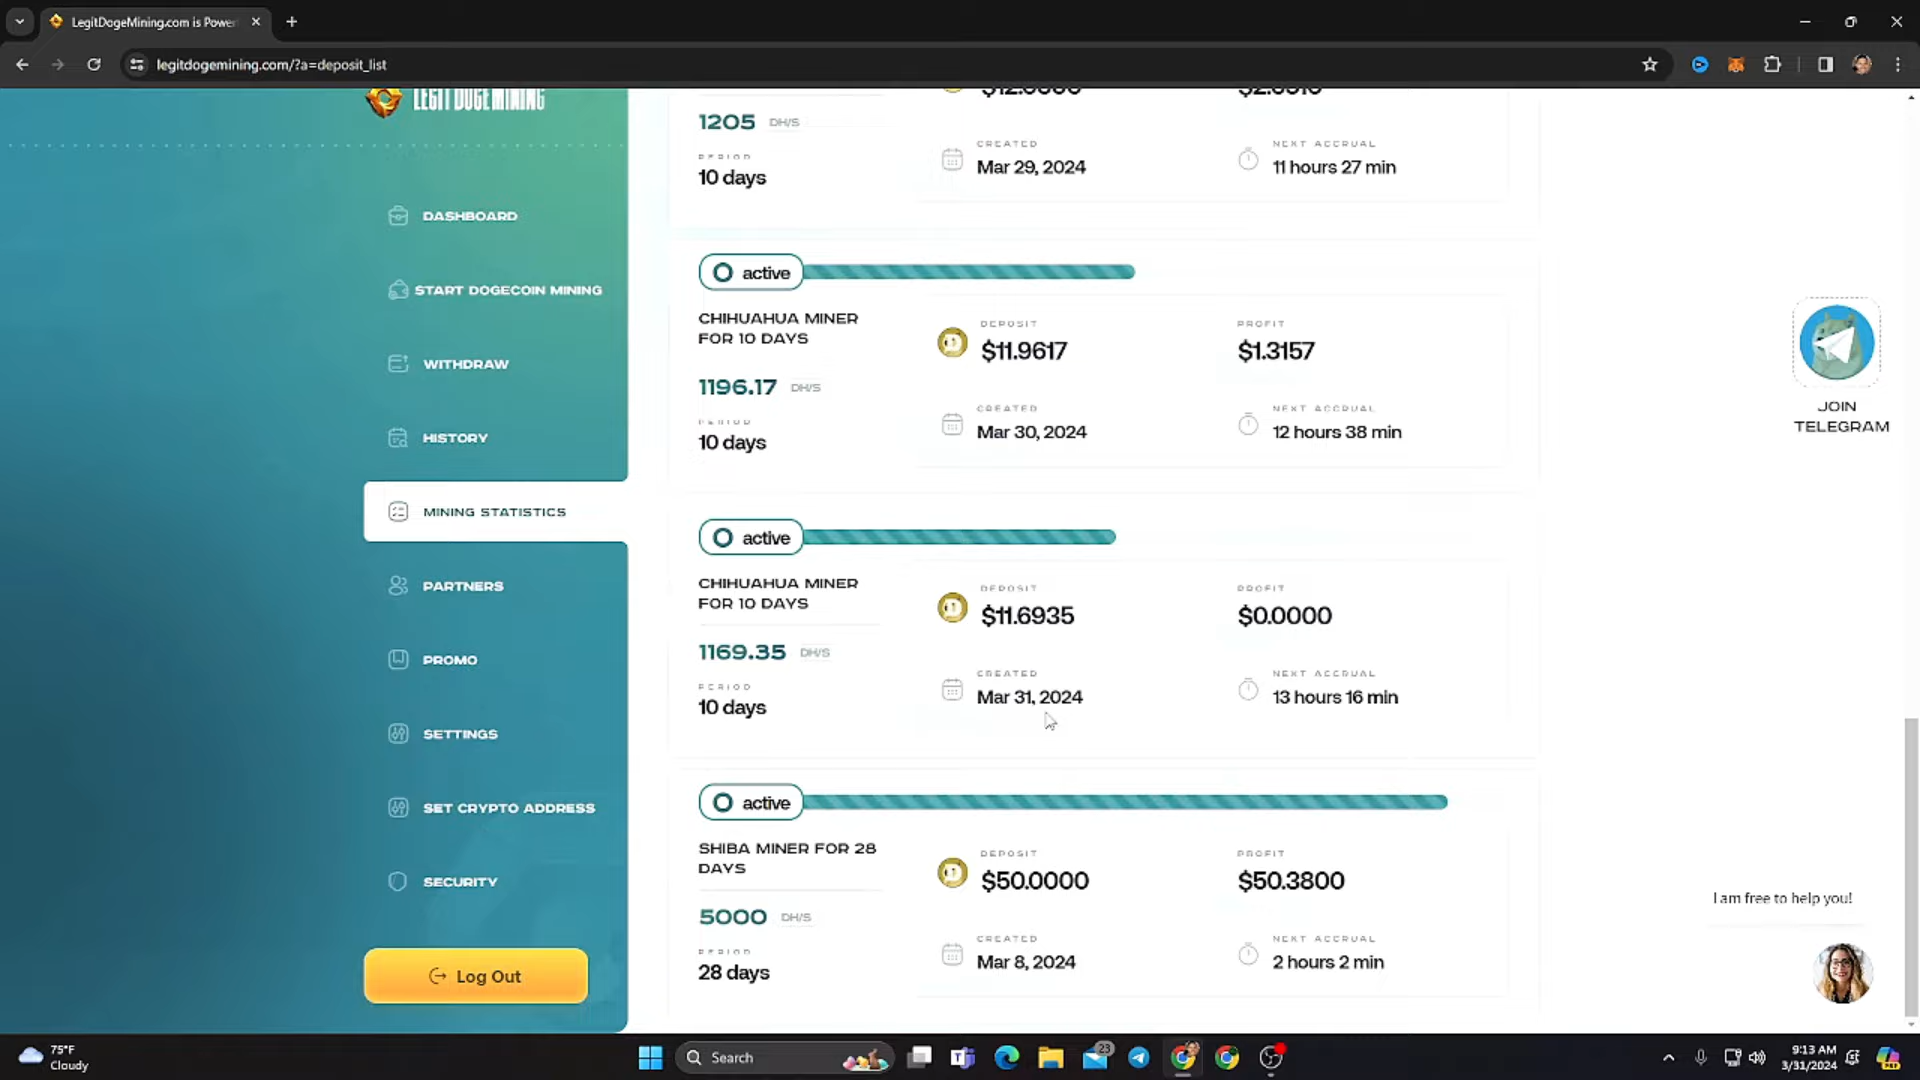 LegitDogeMining.com is Power
legitdogemining.com/?a=deposit_list
LEGIT DOGE MINING
DASHBOARD
START DOGECOIN MINING
WITHDRAW
HISTORY
MINING STATISTICS
PARTNERS
PROMO
SETTINGS
SET CRYPTO ADDRESS
SECURITY
Log Out
1205 DH/S
PERIOD
10 days
CREATED
Mar 29, 2024
NEXT ACCRUAL
11 hours 27 min
active
CHIHUAHUA MINER
FOR 10 DAYS
1196.17 DH/S
PERIOD
10 days
DEPOSIT
$11.9617
PROFIT
$1.3157
CREATED
Mar 30, 2024
NEXT ACCRUAL
12 hours 38 min
active
CHIHUAHUA MINER
FOR 10 DAYS
1169.35 DH/S
PERIOD
10 days
DEPOSIT
$11.6935
PROFIT
$0.0000
CREATED
Mar 31, 2024
NEXT ACCRUAL
13 hours 16 min
active
SHIBA MINER FOR 28
DAYS
5000 DH/S
PERIOD
28 days
DEPOSIT
$50.0000
PROFIT
$50.3800
CREATED
Mar 8, 2024
NEXT ACCRUAL
2 hours 2 min
JOIN
TELEGRAM
I am free to help you!
75°F
Cloudy
Search
23
9:13 AM
3/31/2024